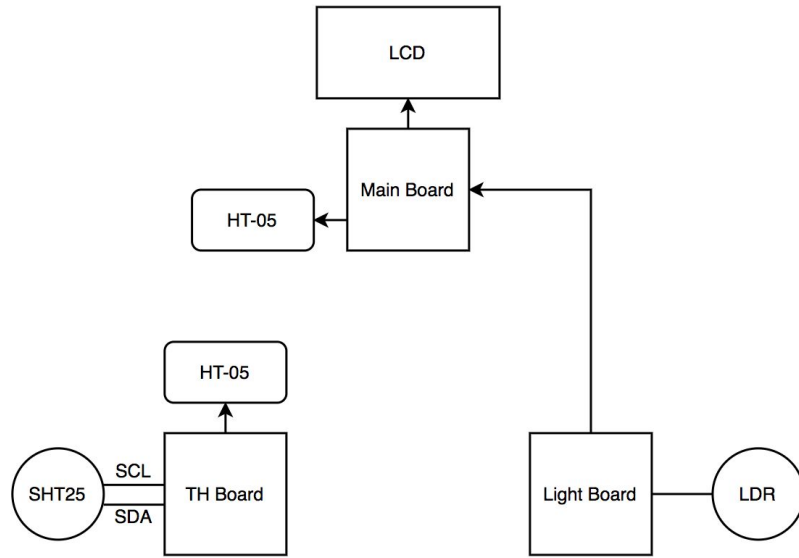 LCD
Main Board
HT-05
HT-05
SCL
SHT25
TH Board
SDA
Light Board
LDR